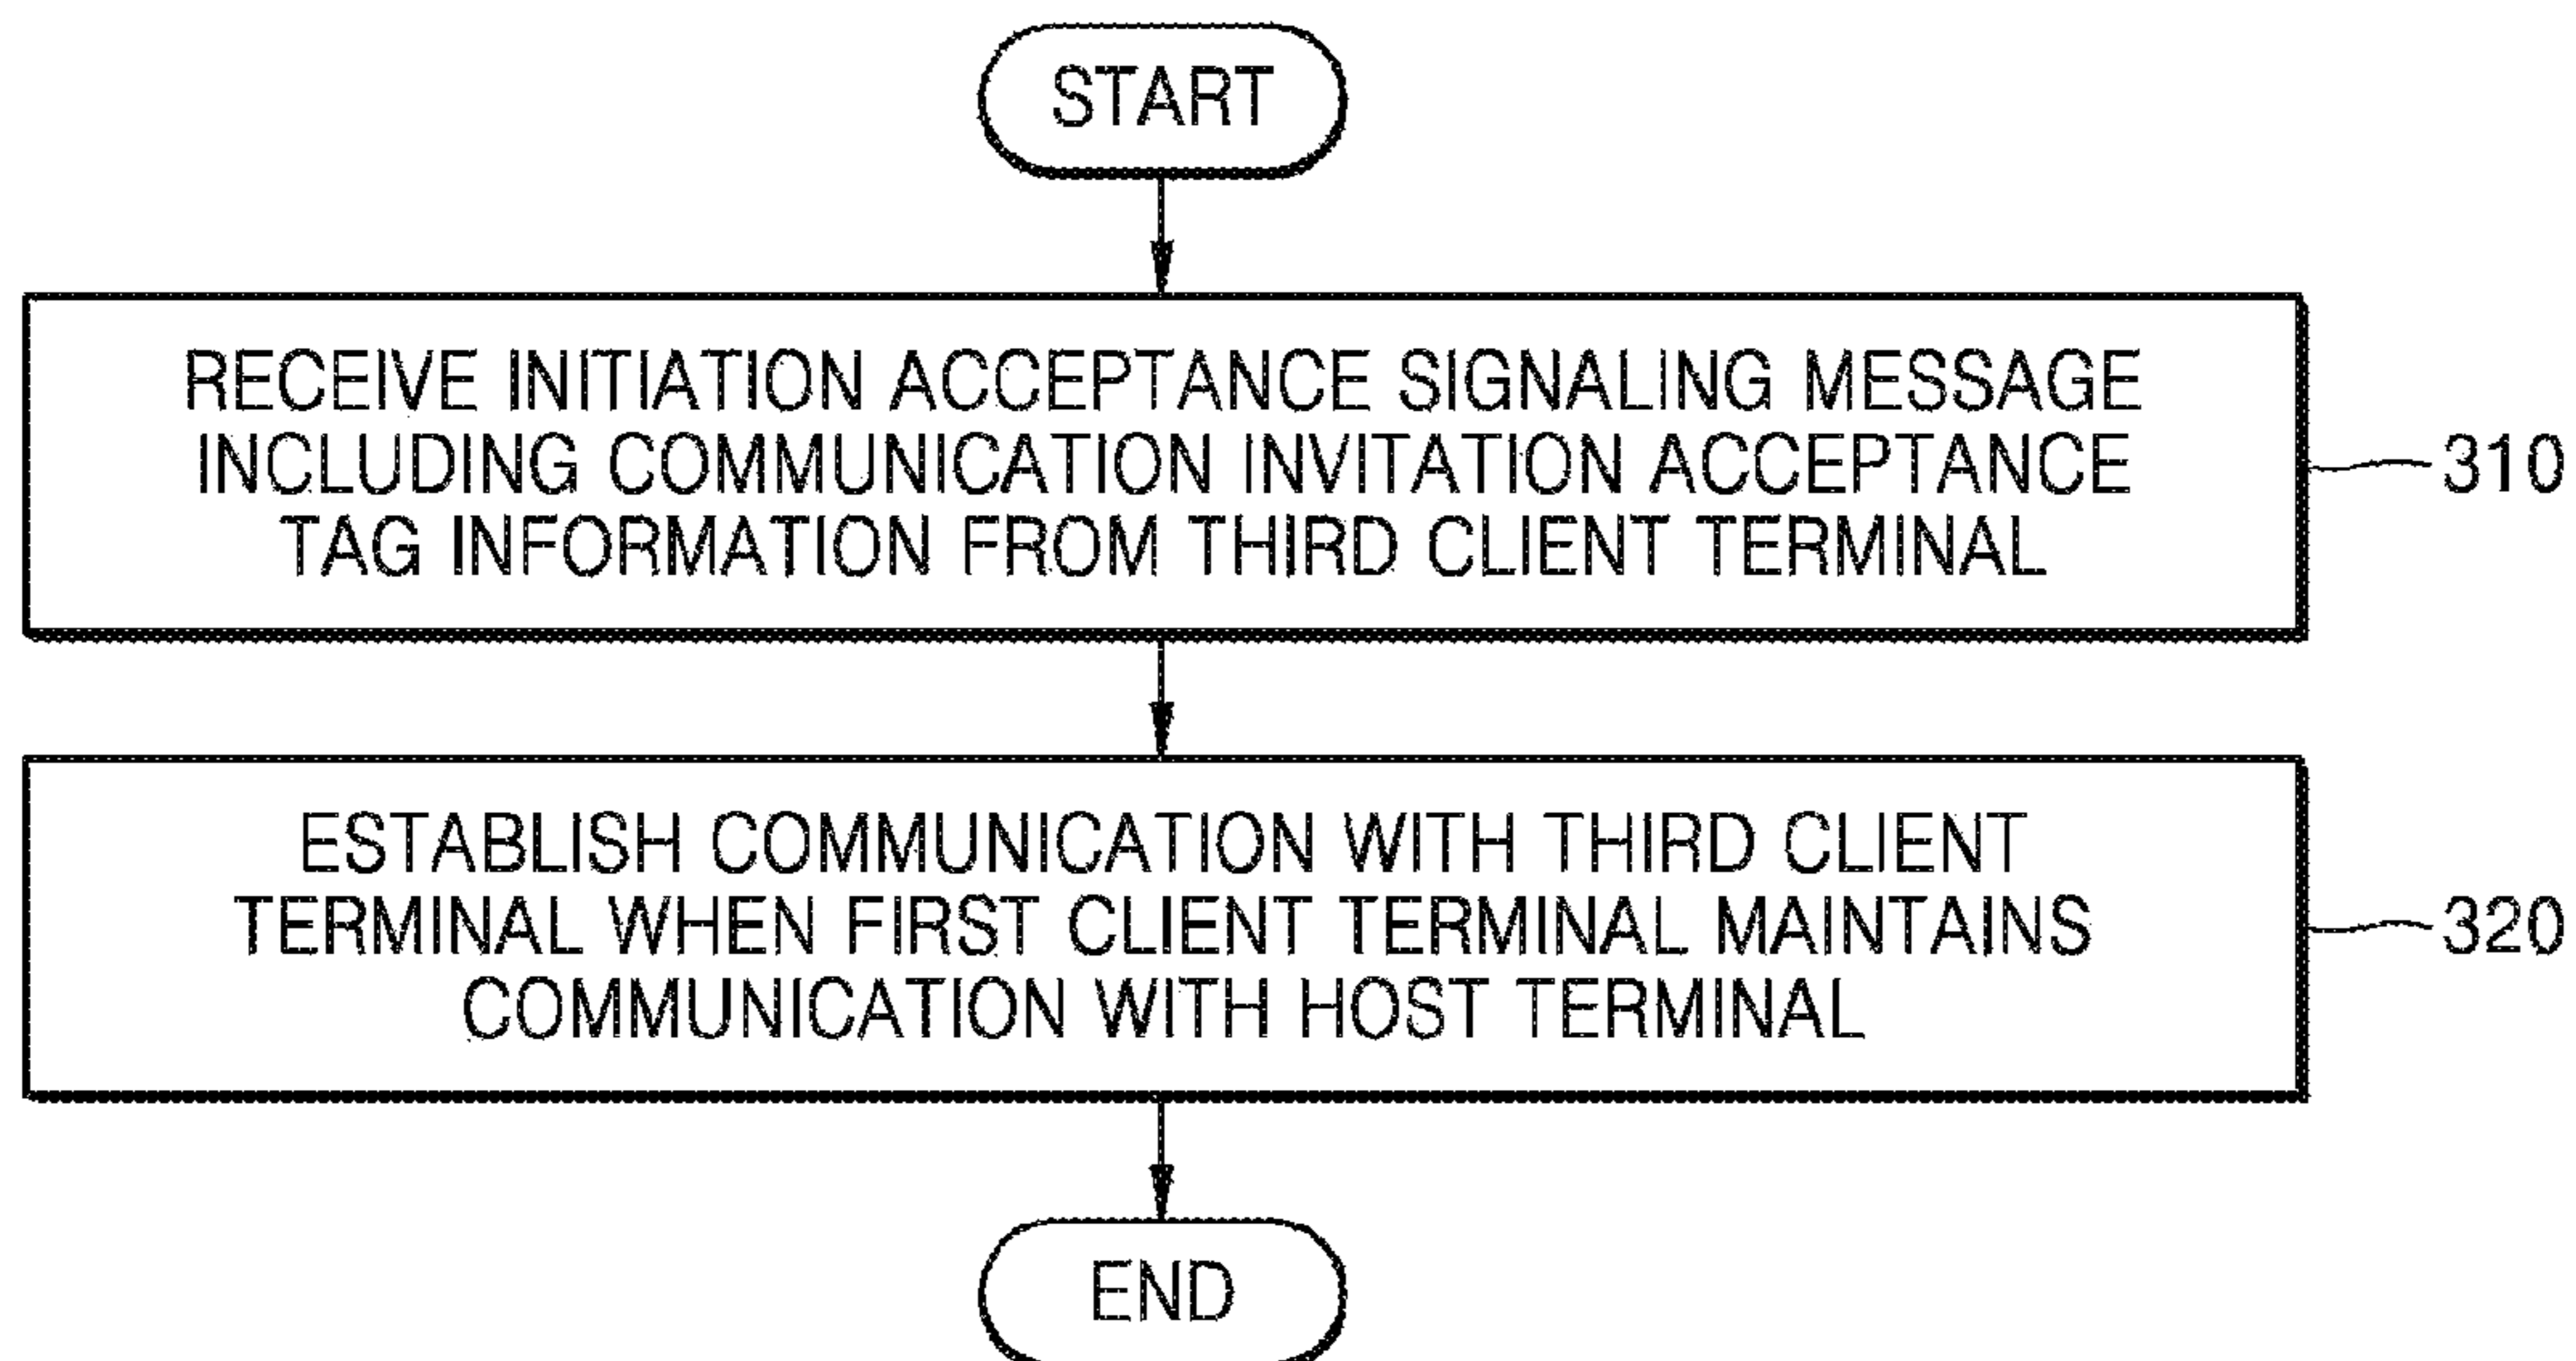 START
RECEIVE INITIATION ACCEPTANCE SIGNALING MESSAGE
INCLUDING COMMUNICATION INVITATION ACCEPTANCE
TAG INFORMATION FROM THIRD CLIENT TERMINAL
310
ESTABLISH COMMUNICATION WITH THIRD CLIENT
TERMINAL WHEN FIRST CLIENT TERMINAL MAINTAINS
COMMUNICATION WITH HOST TERMINAL
320
END